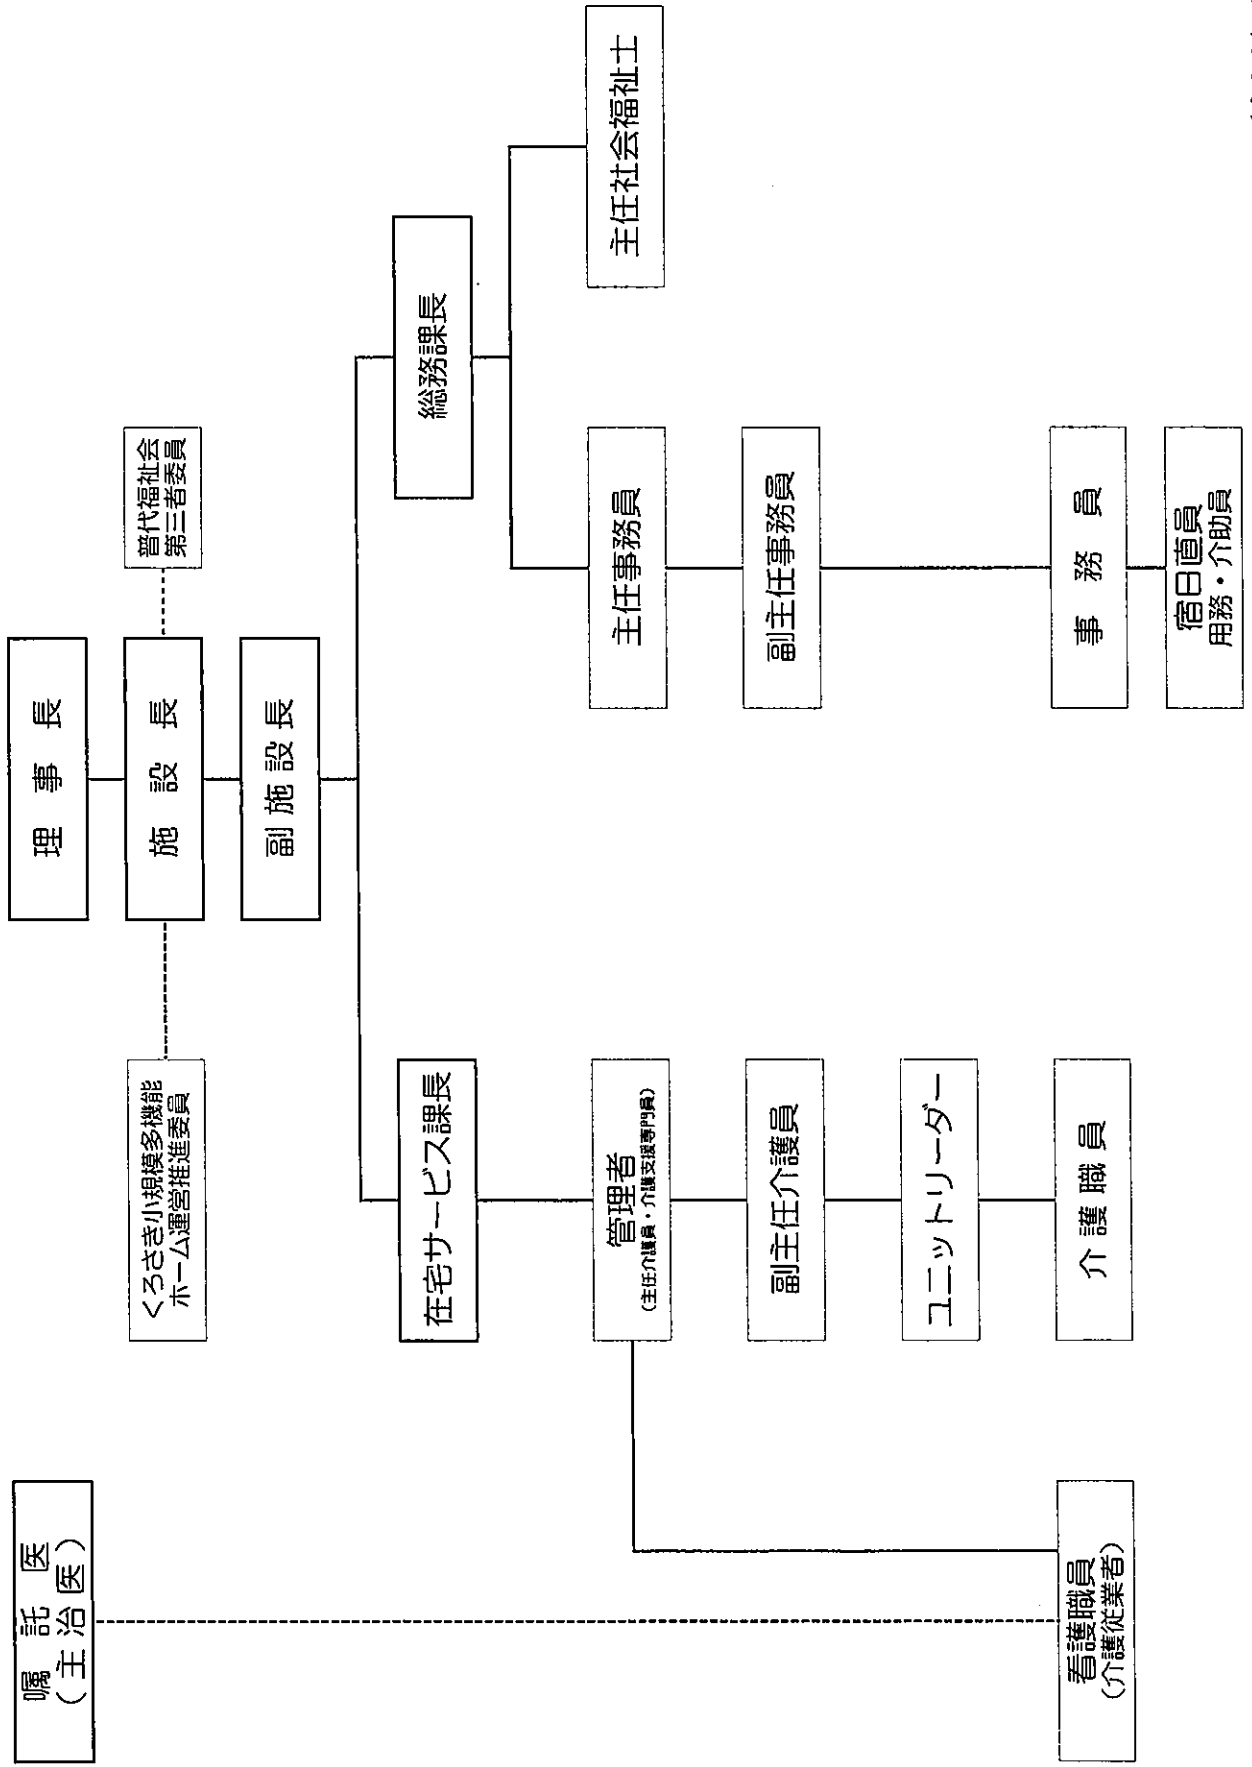 理事長
施設長
普代福祉会
第三者委員
くろさき小規模多機能
ホーム運営推進委員
副施設長
嘱託医
(主治医)
在宅サービス課長
総務課長
管理者
(主任介護員・介護支援専門員)
主任事務員
主任社会福祉士
副主任介護員
副主任事務員
ユニットリーダー
看護職員
(介護従業者)
介護職員
事務員
宿日直員
用務・介助員